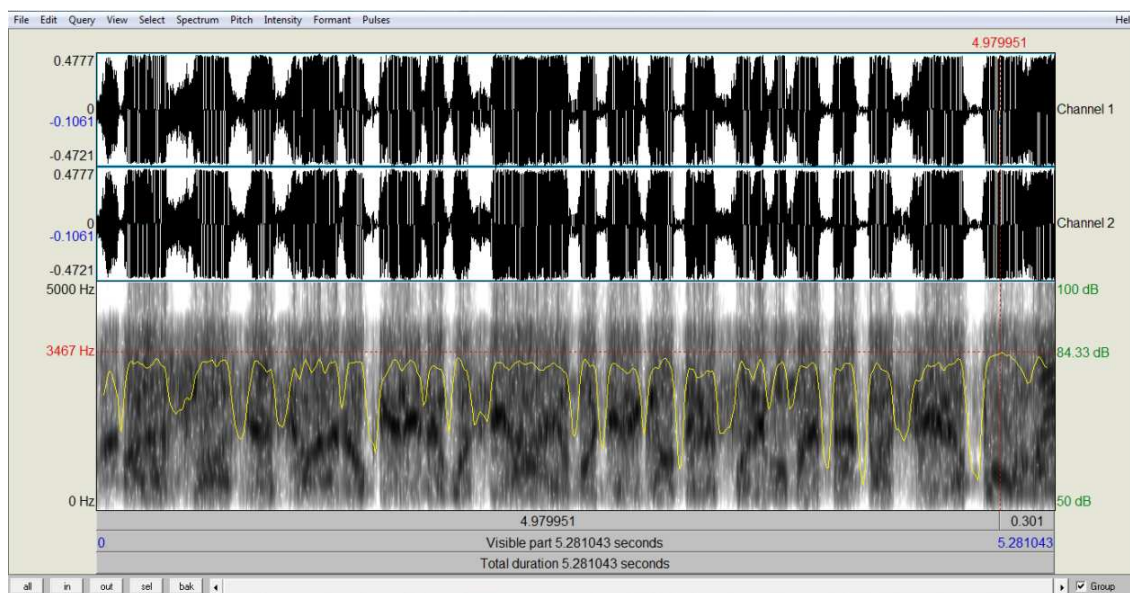 File Edit Query View Select Spectrum Pitch Intensity Formant Pulses Hel
4.979951
0.4777
0
-0.1061
-0.4721
Channel 1
0.4777
0
-0.1061
-0.4721
Channel 2
5000 Hz 100 dB
3467 Hz 84.33 dB
0 Hz 50 dB
4.979951 0.301
0 Visible part 5.281043 seconds 5.281043
Total duration 5.281043 seconds
all in out sel bak Group